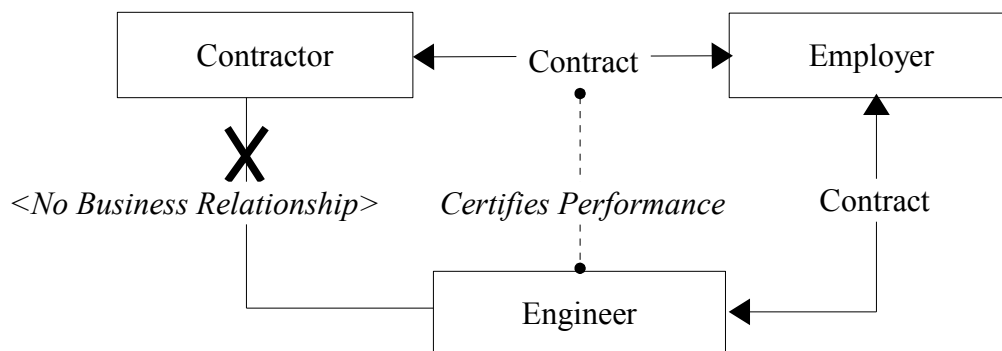 Contractor
Contract
Employer
<No Business Relationship>
Certifies Performance
Contract
Engineer